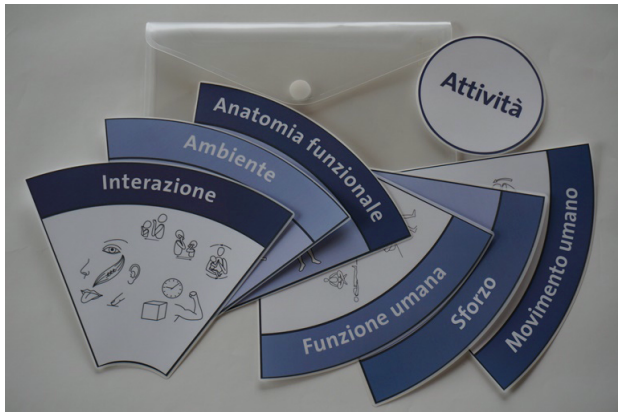 Attività
Anatomia funzionale
Ambiente
Interazione
Funzione umana
Sforzo
Movimento umano